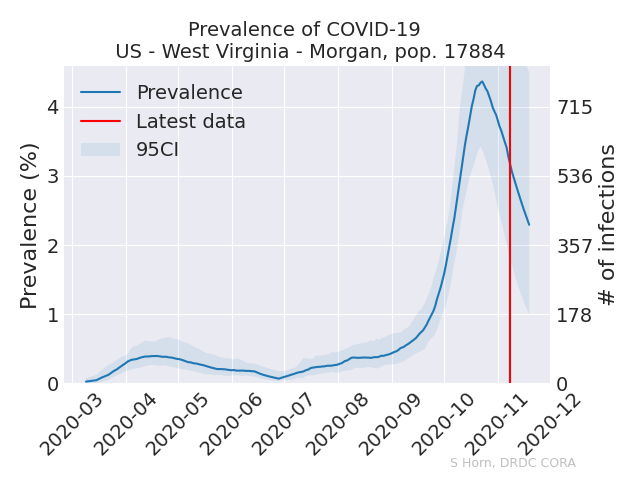 Prevalence of COVID-19
US - West Virginia - Morgan, pop. 17884
Prevalence
Latest data
95CI
Prevalence (%)
4
3
2
1
0
# of infections
715
536
357
178
0
2020-03
2020-04
2020-05
2020-06
2020-07
2020-08
2020-09
2020-10
2020-11
2020-12
S Horn, DRDC CORA